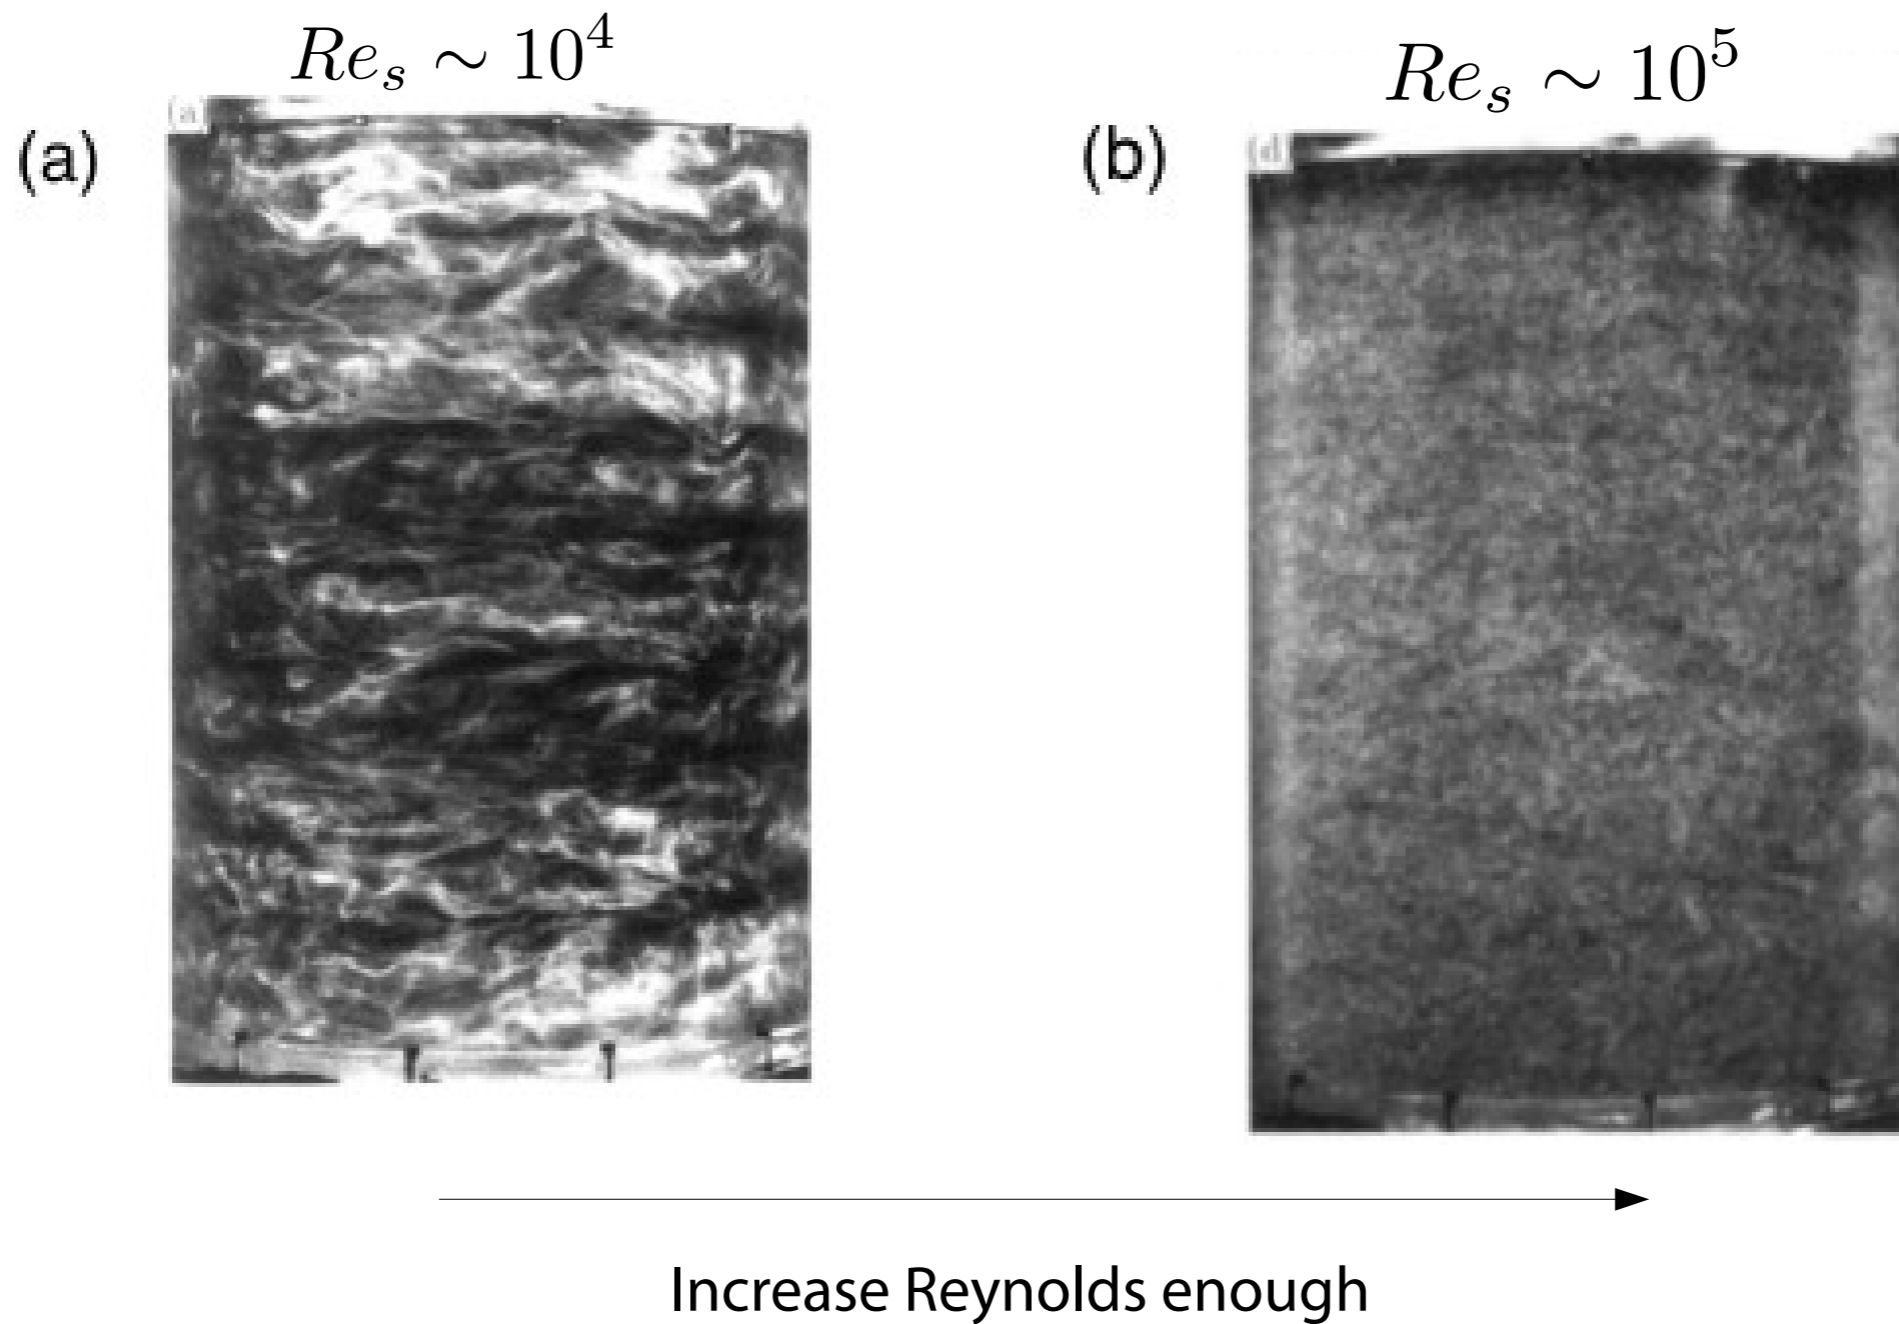 Re_s ∼ 10^4
Re_s ∼ 10^5
(a)
(b)
(a)
(d)
Increase Reynolds enough